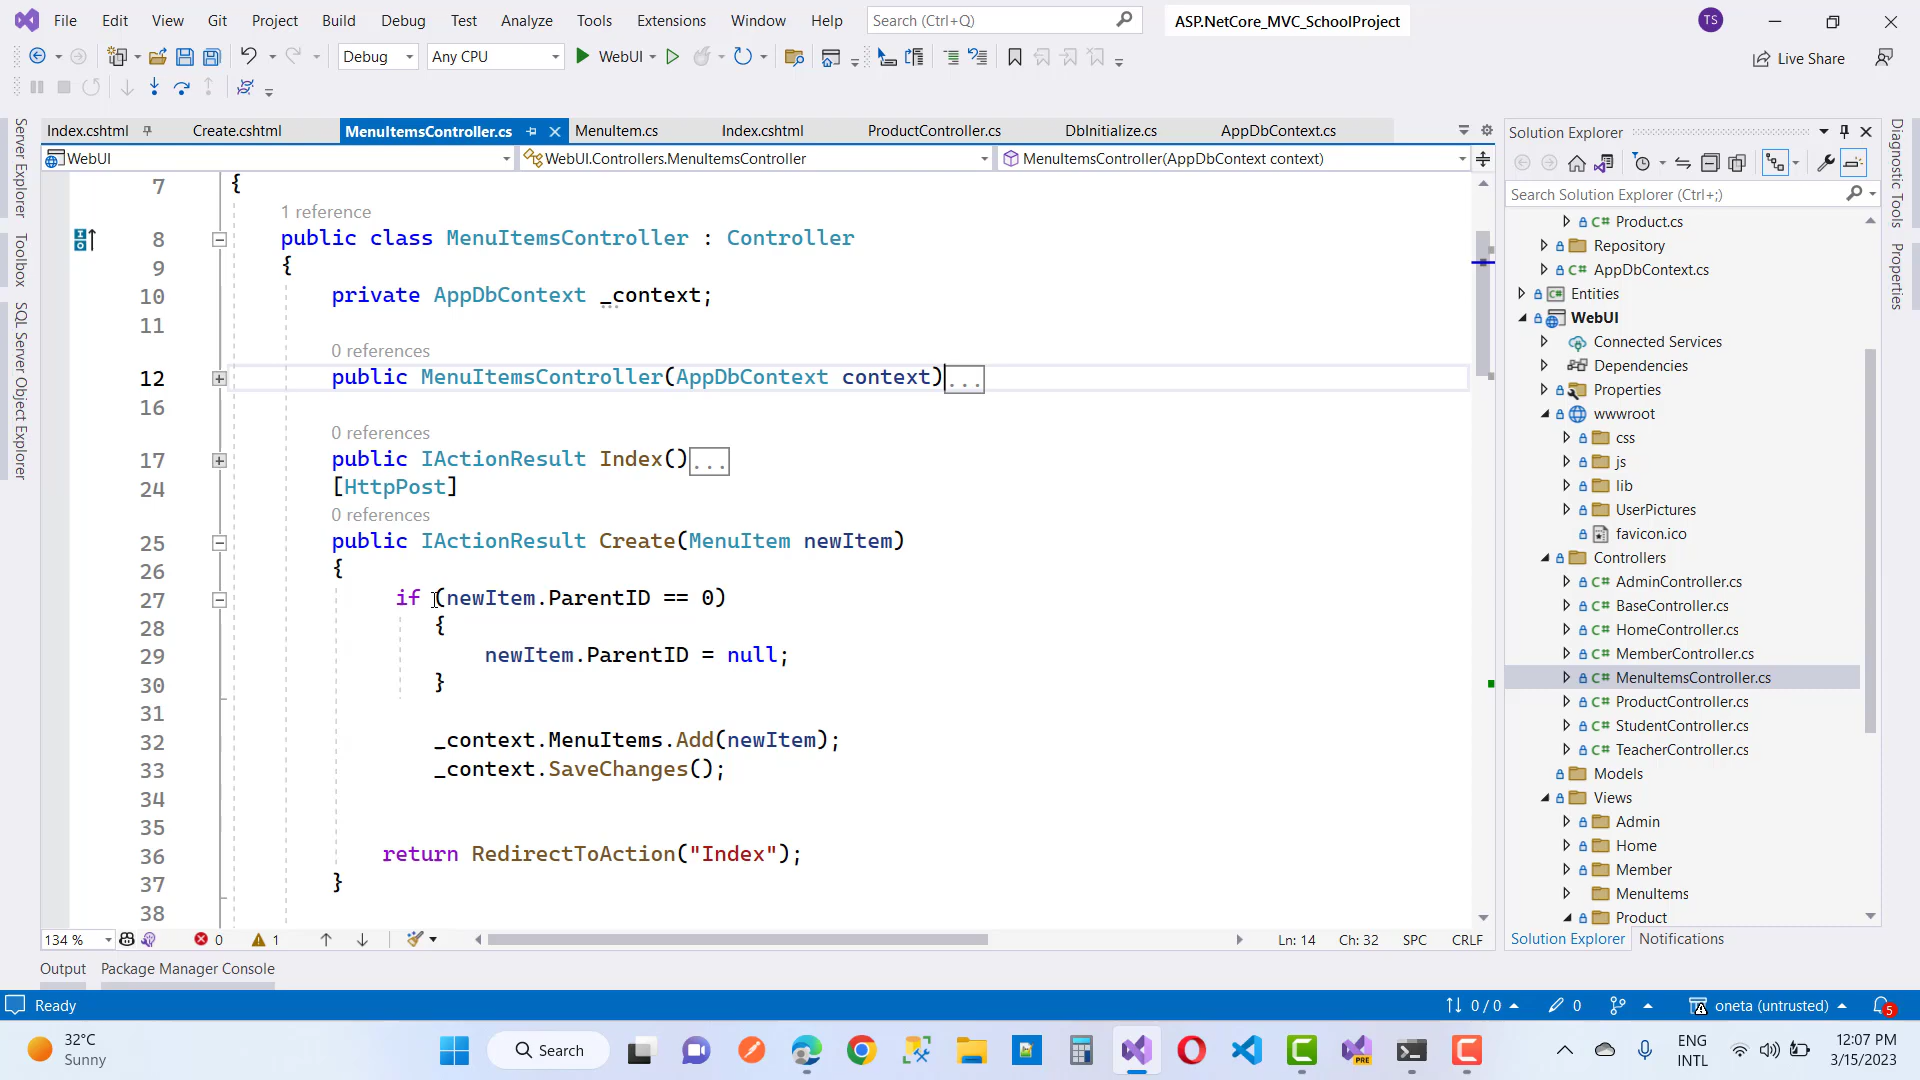 File Edit View Git Project Build Debug Test Analyze Tools Extensions Window Help Search (Ctrl+Q) ASP.NetCore_MVC_SchoolProject TS
Debug Any CPU WebUI Live Share
Index.cshtml Create.cshtml MenuItemsController.cs MenuItem.cs Index.cshtml ProductController.cs DbInitialize.cs AppDbContext.cs
WebUI WebUI.Controllers.MenuItemsController MenuItemsController(AppDbContext context)
Server Explorer
Toolbox
SQL Server Object Explorer
7 {
1 reference
8 public class MenuItemsController : Controller
9 {
10 private AppDbContext _context;
11
0 references
12 public MenuItemsController(AppDbContext context)...
16
0 references
17 public IActionResult Index()...
24 [HttpPost]
0 references
25 public IActionResult Create(MenuItem newItem)
26 {
27 if (newItem.ParentID == 0)
28 {
29 newItem.ParentID = null;
30 }
31
32 _context.MenuItems.Add(newItem);
33 _context.SaveChanges();
34
35
36 return RedirectToAction("Index");
37 }
38
134 % 0 1 Ln: 14 Ch: 32 SPC CRLF
Output Package Manager Console
Solution Explorer
Search Solution Explorer (Ctrl+;)
C# Product.cs
Repository
C# AppDbContext.cs
C# Entities
WebUI
Connected Services
Dependencies
Properties
wwwroot
css
js
lib
UserPictures
favicon.ico
Controllers
C# AdminController.cs
C# BaseController.cs
C# HomeController.cs
C# MemberController.cs
C# MenuItemsController.cs
C# ProductController.cs
C# StudentController.cs
C# TeacherController.cs
Models
Views
Admin
Home
Member
MenuItems
Product
Solution Explorer Notifications
Diagnostic Tools
Properties
Ready 0 / 0 0 oneta (untrusted) 5
32°C
Sunny
Search
PRE
ENG
INTL
12:07 PM
3/15/2023